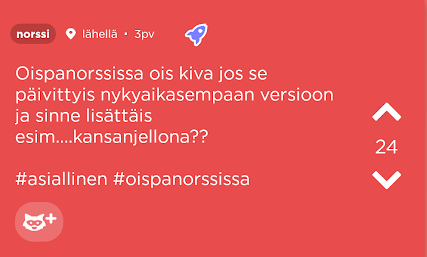 norssi lähellä • 3pv
Oispanorssissa ois kiva jos se
päivittyis nykyaikasempaan versioon
ja sinne lisättäis
esim....kansanjellona??
24
#asiallinen #oispanorssissa